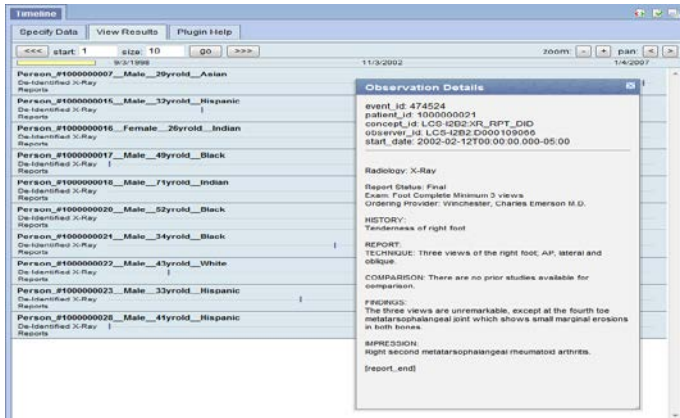 Timeline
Specify Data View Results Plugin Help
<<< start: 1 size: 10 go >>> zoom: - + pan: < >
9/3/1998 11/3/2002 1/4/2007
Person_#1000000007__Male__29yrold__Asian
De-Identified X-Ray
Reports
Person_#1000000015__Male__32yrold__Hispanic
De-Identified X-Ray
Reports
Person_#1000000016__Female__26yrold__Indian
De-Identified X-Ray
Reports
Person_#1000000017__Male__49yrold__Black
De-Identified X-Ray
Reports
Person_#1000000018__Male__71yrold__Indian
De-Identified X-Ray
Reports
Person_#1000000020__Male__52yrold__Black
De-Identified X-Ray
Reports
Person_#1000000021__Male__34yrold__Black
De-Identified X-Ray
Reports
Person_#1000000022__Male__43yrold__White
De-Identified X-Ray
Reports
Person_#1000000023__Male__33yrold__Hispanic
De-Identified X-Ray
Reports
Person_#1000000028__Male__41yrold__Hispanic
De-Identified X-Ray
Reports
Observation Details
event_id: 474524
patient_id: 1000000021
concept_id: LCS-I2B2:XR_RPT_DID
observer_id: LCS-I2B2:D000109066
start_date: 2002-02-12T00:00:00.000-05:00
Radiology: X-Ray
Report Status: Final
Exam: Foot Complete Minimum 3 views
Ordering Provider: Winchester, Charles Emerson M.D.
HISTORY:
Tenderness of right foot
REPORT:
TECHNIQUE: Three views of the right foot; AP, lateral and
oblique.
COMPARISON: There are no prior studies available for
comparison.
FINDINGS:
The three views are unremarkable, except at the fourth toe
metatarsophalangeal joint which shows small marginal erosions
in both bones.
IMPRESSION:
Right second metatarsophalangeal rheumatoid arthritis.
[report_end]